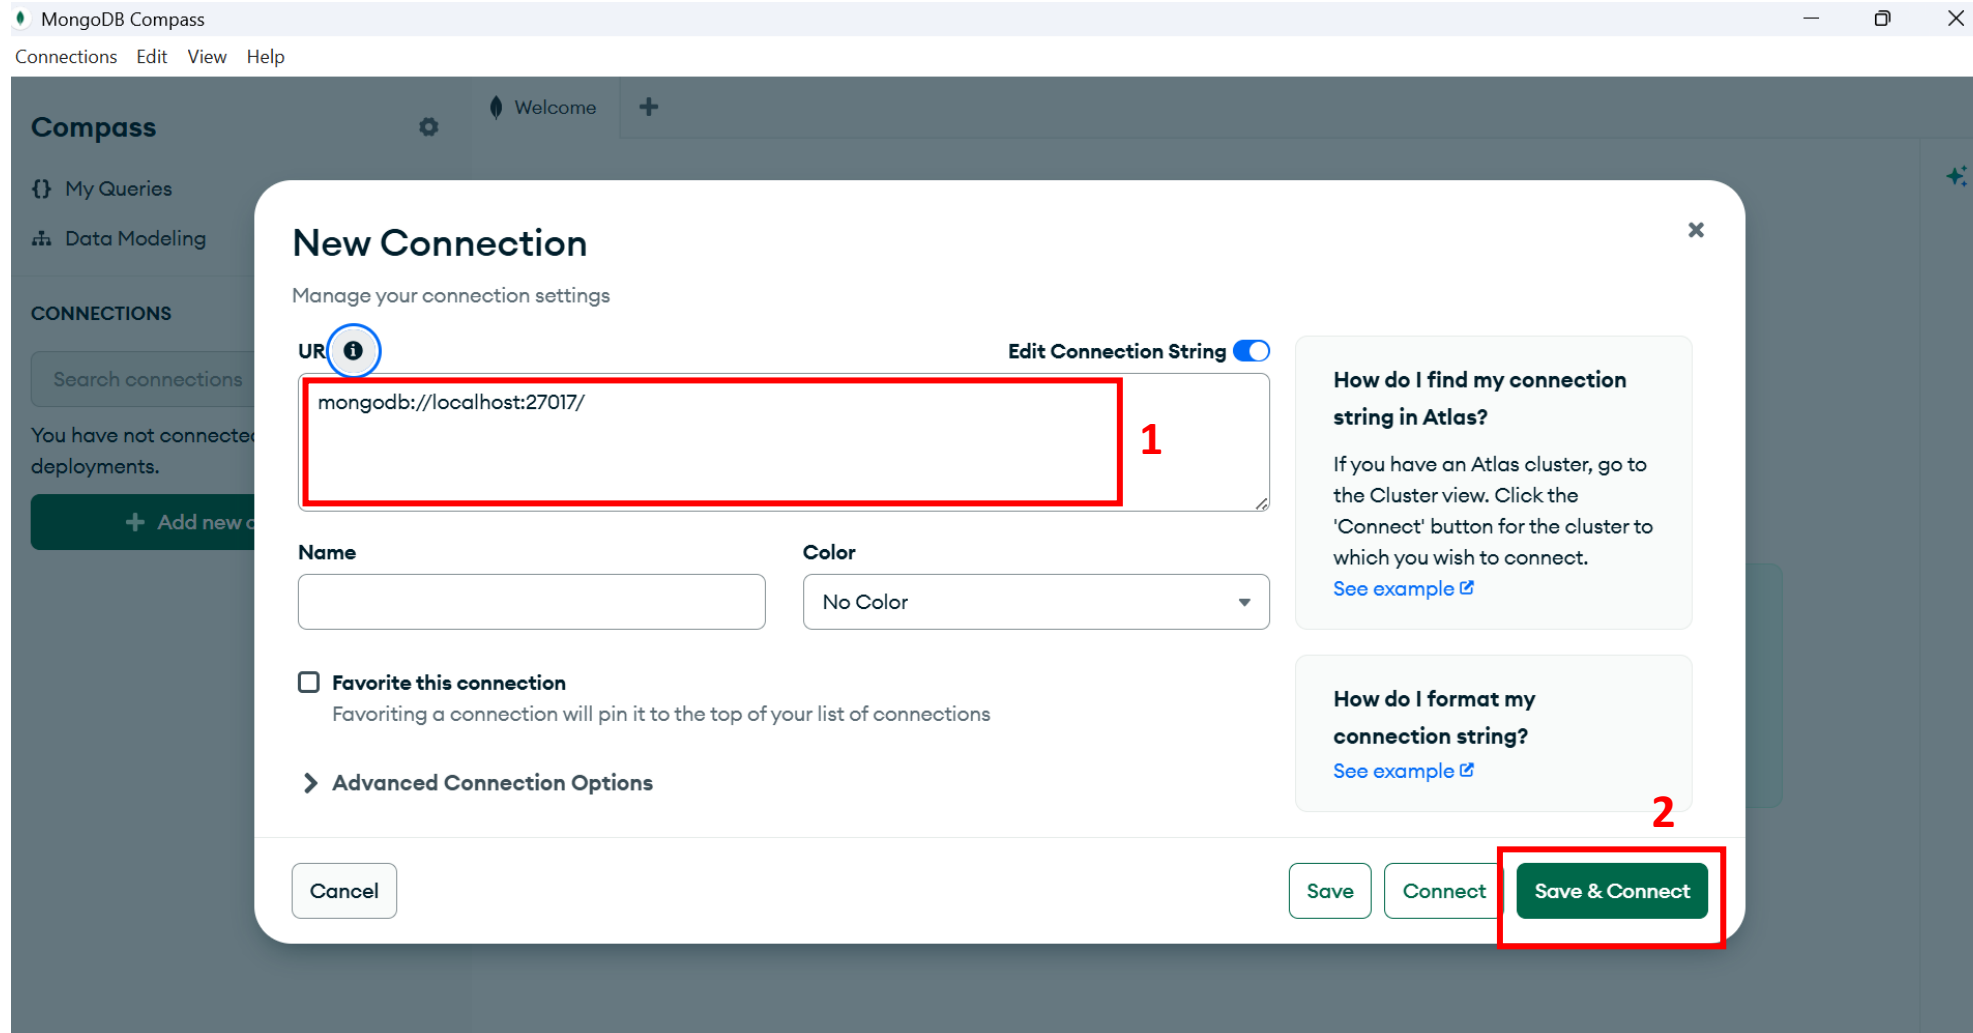 MongoDB Compass
Connections Edit View Help
Compass
Welcome
My Queries
Data Modeling
CONNECTIONS
Search connections
You have not connected
deployments.
Add new c
New Connection
Manage your connection settings
UR
Edit Connection String
mongodb://localhost:27017/
1
Name
Color
No Color
Favorite this connection
Favoriting a connection will pin it to the top of your list of connections
Advanced Connection Options
How do I find my connection
string in Atlas?
If you have an Atlas cluster, go to
the Cluster view. Click the
'Connect' button for the cluster to
which you wish to connect.
See example
How do I format my
connection string?
See example
2
Cancel
Save
Connect
Save & Connect